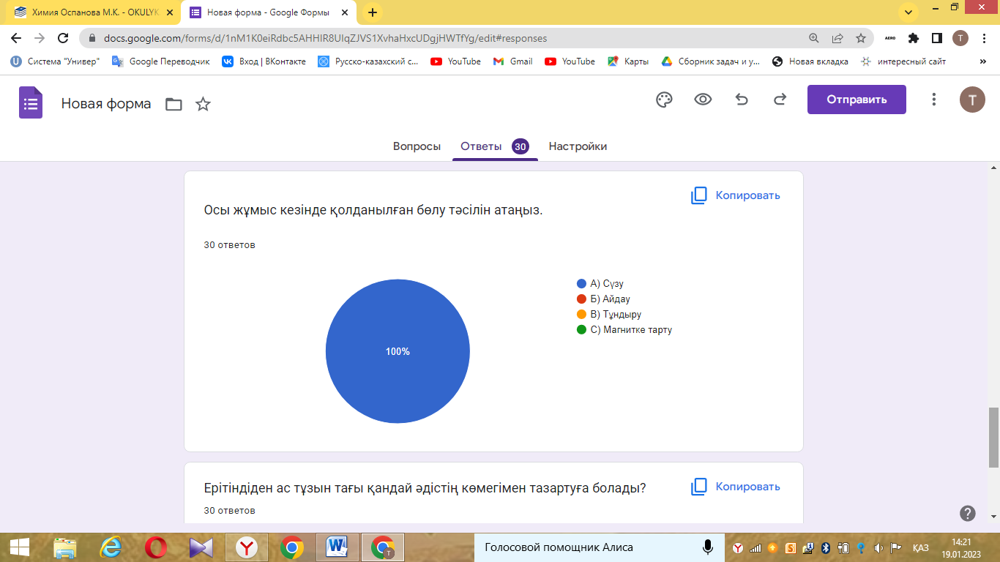 Химия Оспанова М.К. - OKULYK
Новая форма - Google Формы
docs.google.com/forms/d/1nM1K0eiRdbc5AHHIR8UIqZJVS1XvhaHxcUDgjHWTfYg/edit#responses
AERO
T
Система "Универ"
Google Переводчик
Вход | ВКонтакте
Русско-казахский с...
YouTube
Gmail
YouTube
Карты
Сборник задач и у...
Новая вкладка
интересный сайт
»
Новая форма
Отправить
T
Вопросы
Ответы 30
Настройки
Копировать
Осы жұмыс кезінде қолданылған бөлу тәсілін атаңыз.
30 ответов
А) Сүзу
Б) Айдау
В) Тұндыру
С) Магнитке тарту
100%
Ерітіндіден ас тұзын тағы қандай әдістің көмегімен тазартуға болады?
Копировать
30 ответов
Голосовой помощник Алиса
ҚАЗ
14:21
19.01.2023